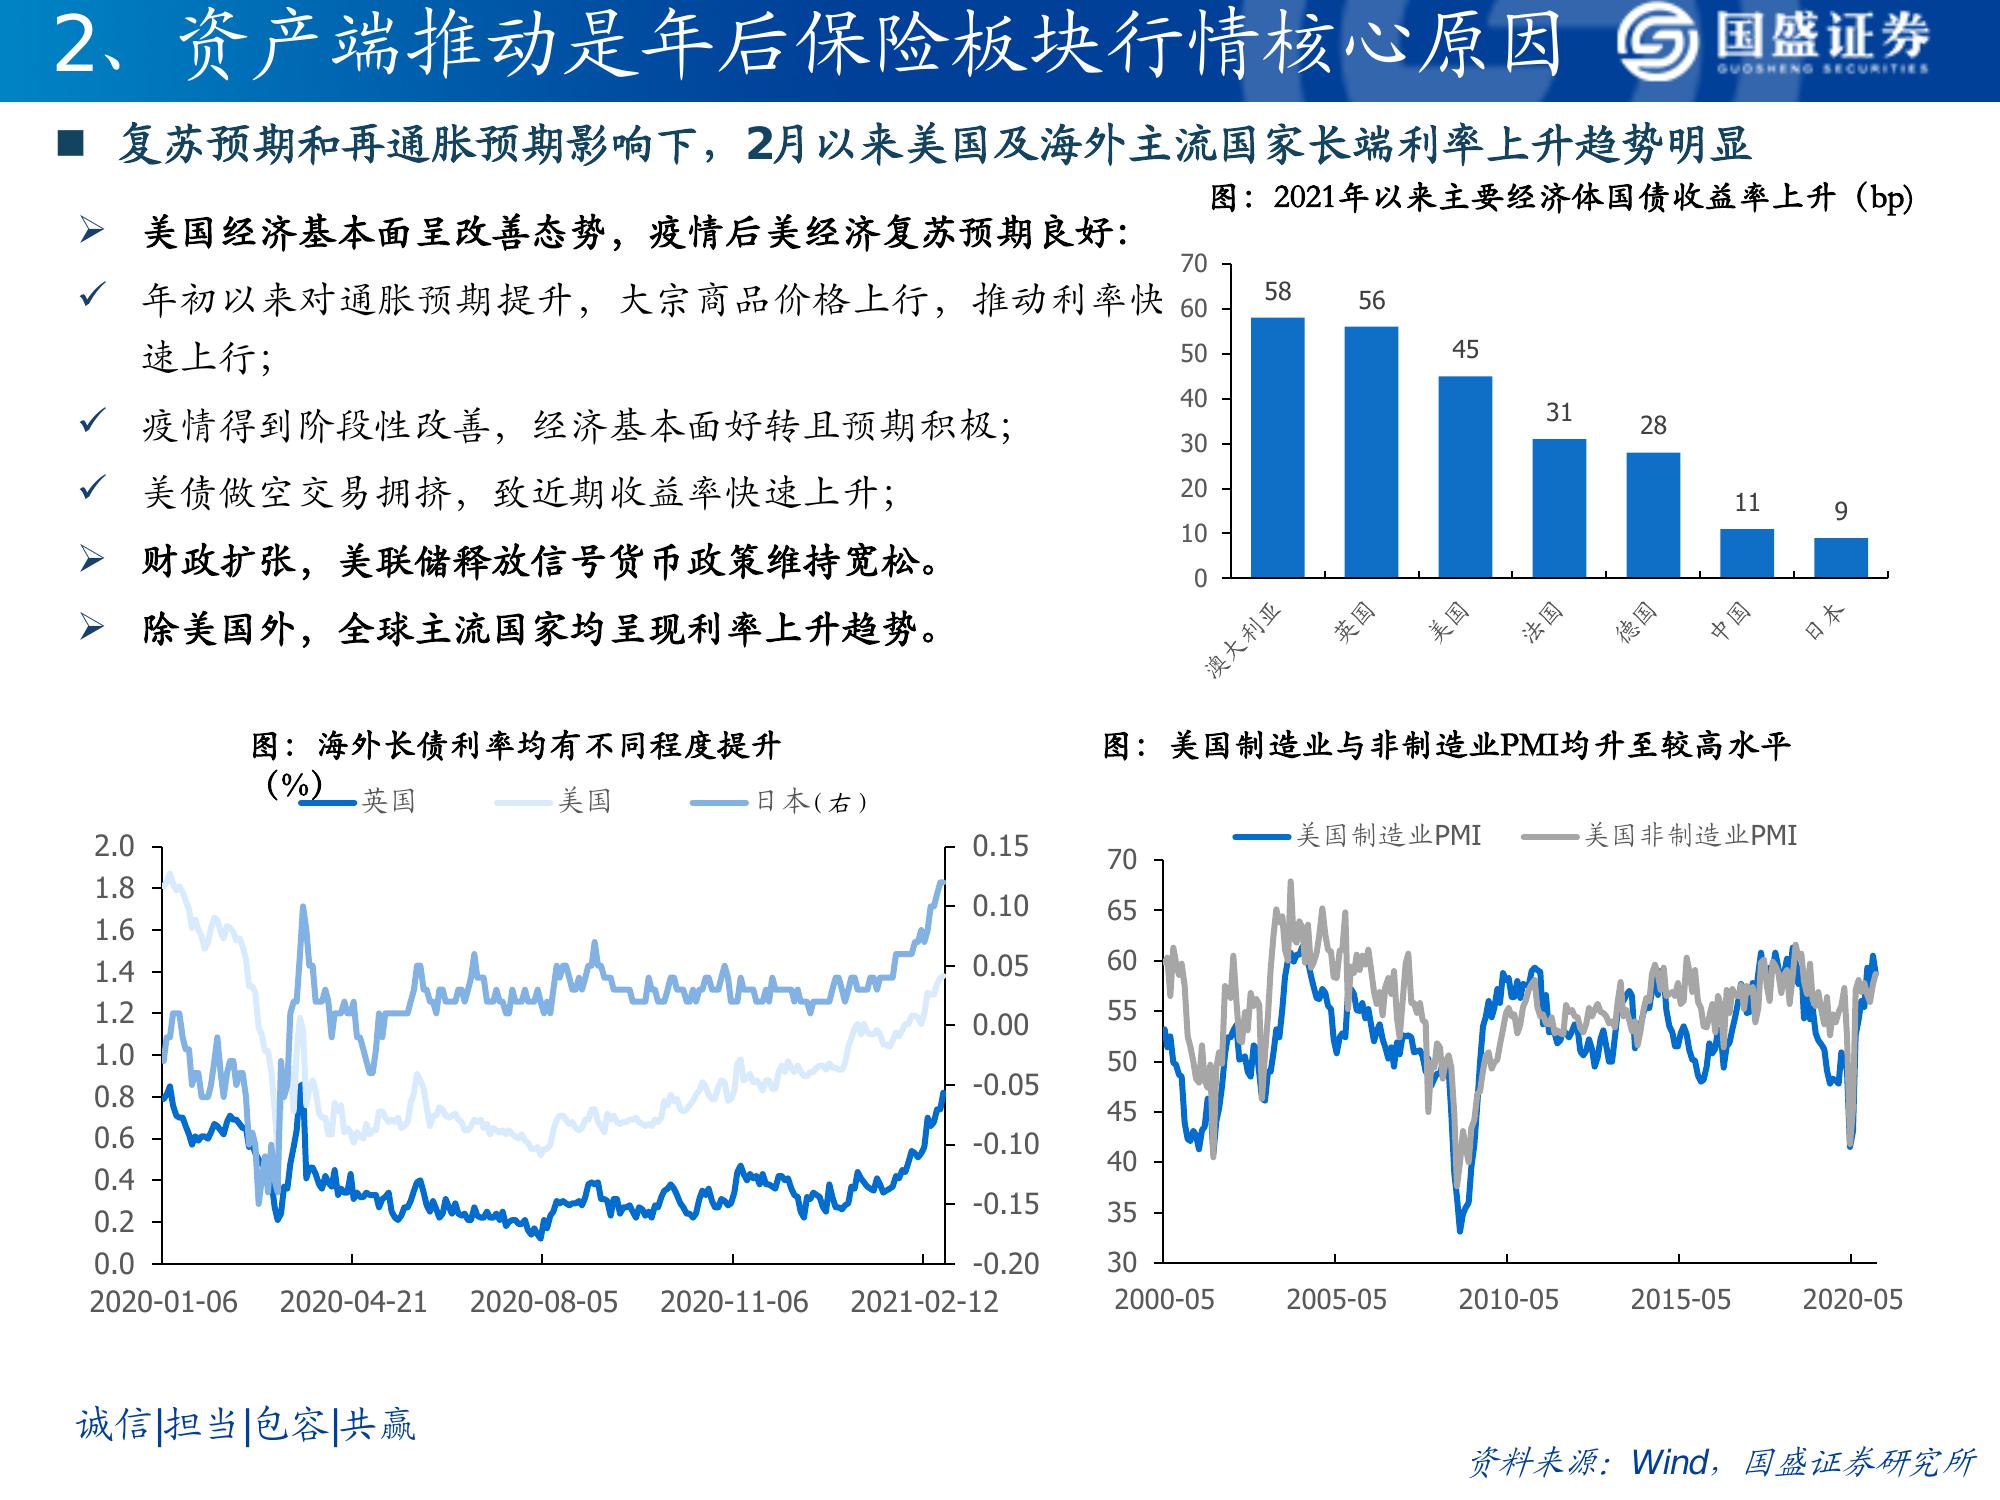 2、资产端推动是年后保险板块行情核心原因
国盛证券
GUOSHENG SECURITIES
■ 复苏预期和再通胀预期影响下，2月以来美国及海外主流国家长端利率上升趋势明显
➢ 美国经济基本面呈改善态势，疫情后美经济复苏预期良好：
✓ 年初以来对通胀预期提升，大宗商品价格上行，推动利率快
速上行；
✓ 疫情得到阶段性改善，经济基本面好转且预期积极；
✓ 美债做空交易拥挤，致近期收益率快速上升；
➢ 财政扩张，美联储释放信号货币政策维持宽松。
➢ 除美国外，全球主流国家均呈现利率上升趋势。
图：2021年以来主要经济体国债收益率上升（bp)
70
60
50
40
30
20
10
0
58
56
45
31
28
11
9
澳大利亚
英国
美国
法国
德国
中国
日本
图：海外长债利率均有不同程度提升
（%）
英国
美国
日本(右)
2.0
1.8
1.6
1.4
1.2
1.0
0.8
0.6
0.4
0.2
0.0
0.15
0.10
0.05
0.00
-0.05
-0.10
-0.15
-0.20
2020-01-06 2020-04-21 2020-08-05 2020-11-06 2021-02-12
图：美国制造业与非制造业PMI均升至较高水平
美国制造业PMI
美国非制造业PMI
70
65
60
55
50
45
40
35
30
2000-05 2005-05 2010-05 2015-05 2020-05
诚信|担当|包容|共赢
资料来源：Wind，国盛证券研究所